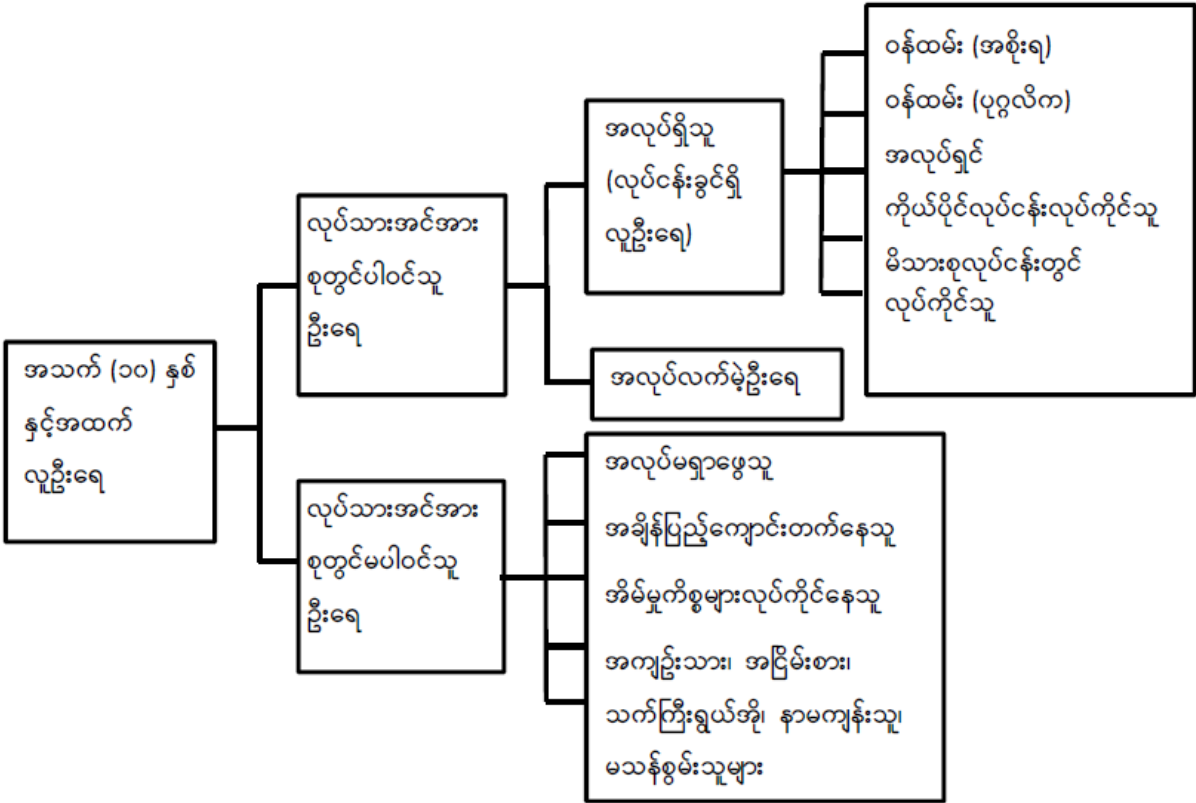 အသက် (၁၀) နှစ်
နှင့်အထက်
လူဦးရေ
လုပ်သားအင်အား
စုတွင်ပါဝင်သူ
ဦးရေ
အလုပ်ရှိသူ
(လုပ်ငန်းခွင်ရှိ
လူဦးရေ)
ဝန်ထမ်း (အစိုးရ)
ဝန်ထမ်း (ပုဂ္ဂလိက)
အလုပ်ရှင်
ကိုယ်ပိုင်လုပ်ငန်းလုပ်ကိုင်သူ
မိသားစုလုပ်ငန်းတွင်
လုပ်ကိုင်သူ
အလုပ်လက်မဲ့ဦးရေ
လုပ်သားအင်အား
စုတွင်မပါဝင်သူ
ဦးရေ
အလုပ်မရှာဖွေသူ
အချိန်ပြည့်ကျောင်းတက်နေသူ
အိမ်မှုကိစ္စများလုပ်ကိုင်နေသူ
အကျဉ်းသား၊ အငြိမ်းစား၊
သက်ကြီးရွယ်အို၊ နာမကျန်းသူ၊
မသန်စွမ်းသူများ